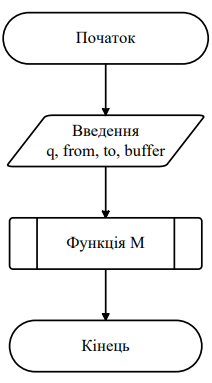 Початок
Введення
q, from, to, buffer
Функція M
Кінець